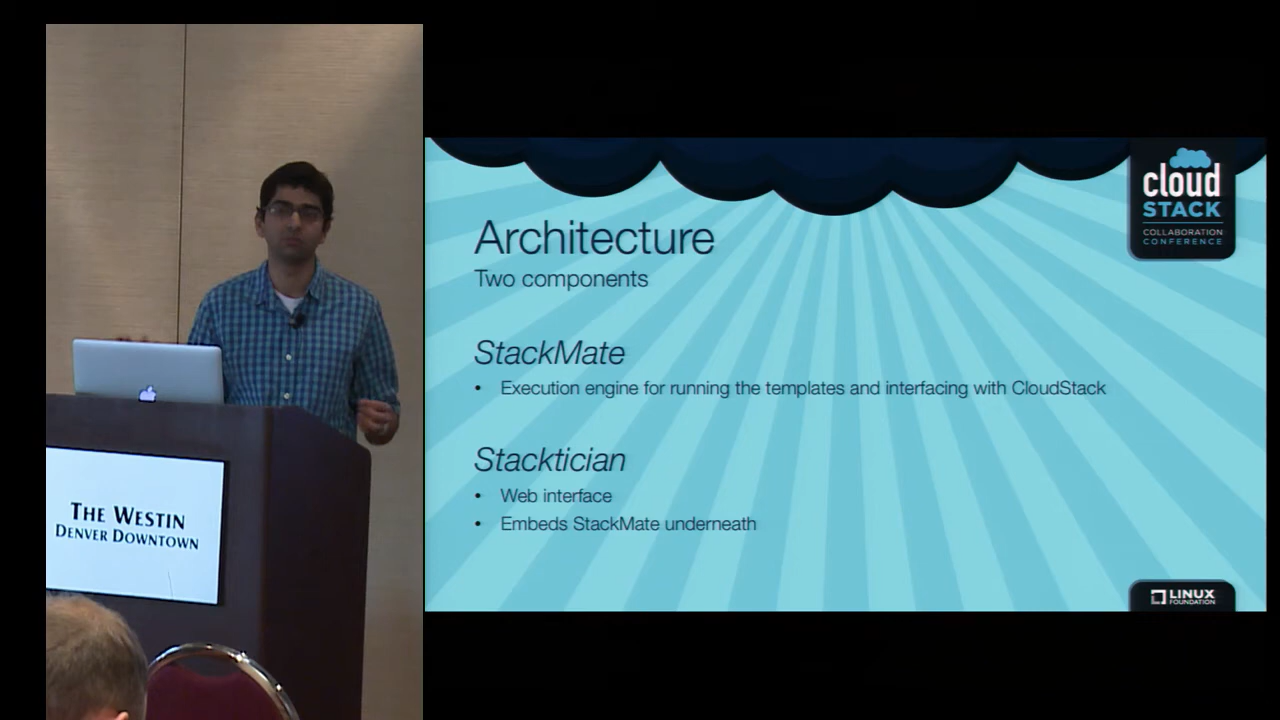 THE WESTIN
DENVER DOWNTOWN
cloud
STACK
COLLABORATION
CONFERENCE
Architecture
Two components
StackMate
• Execution engine for running the templates and interfacing with CloudStack
Stacktician
• Web interface
• Embeds StackMate underneath
LINUX
FOUNDATION